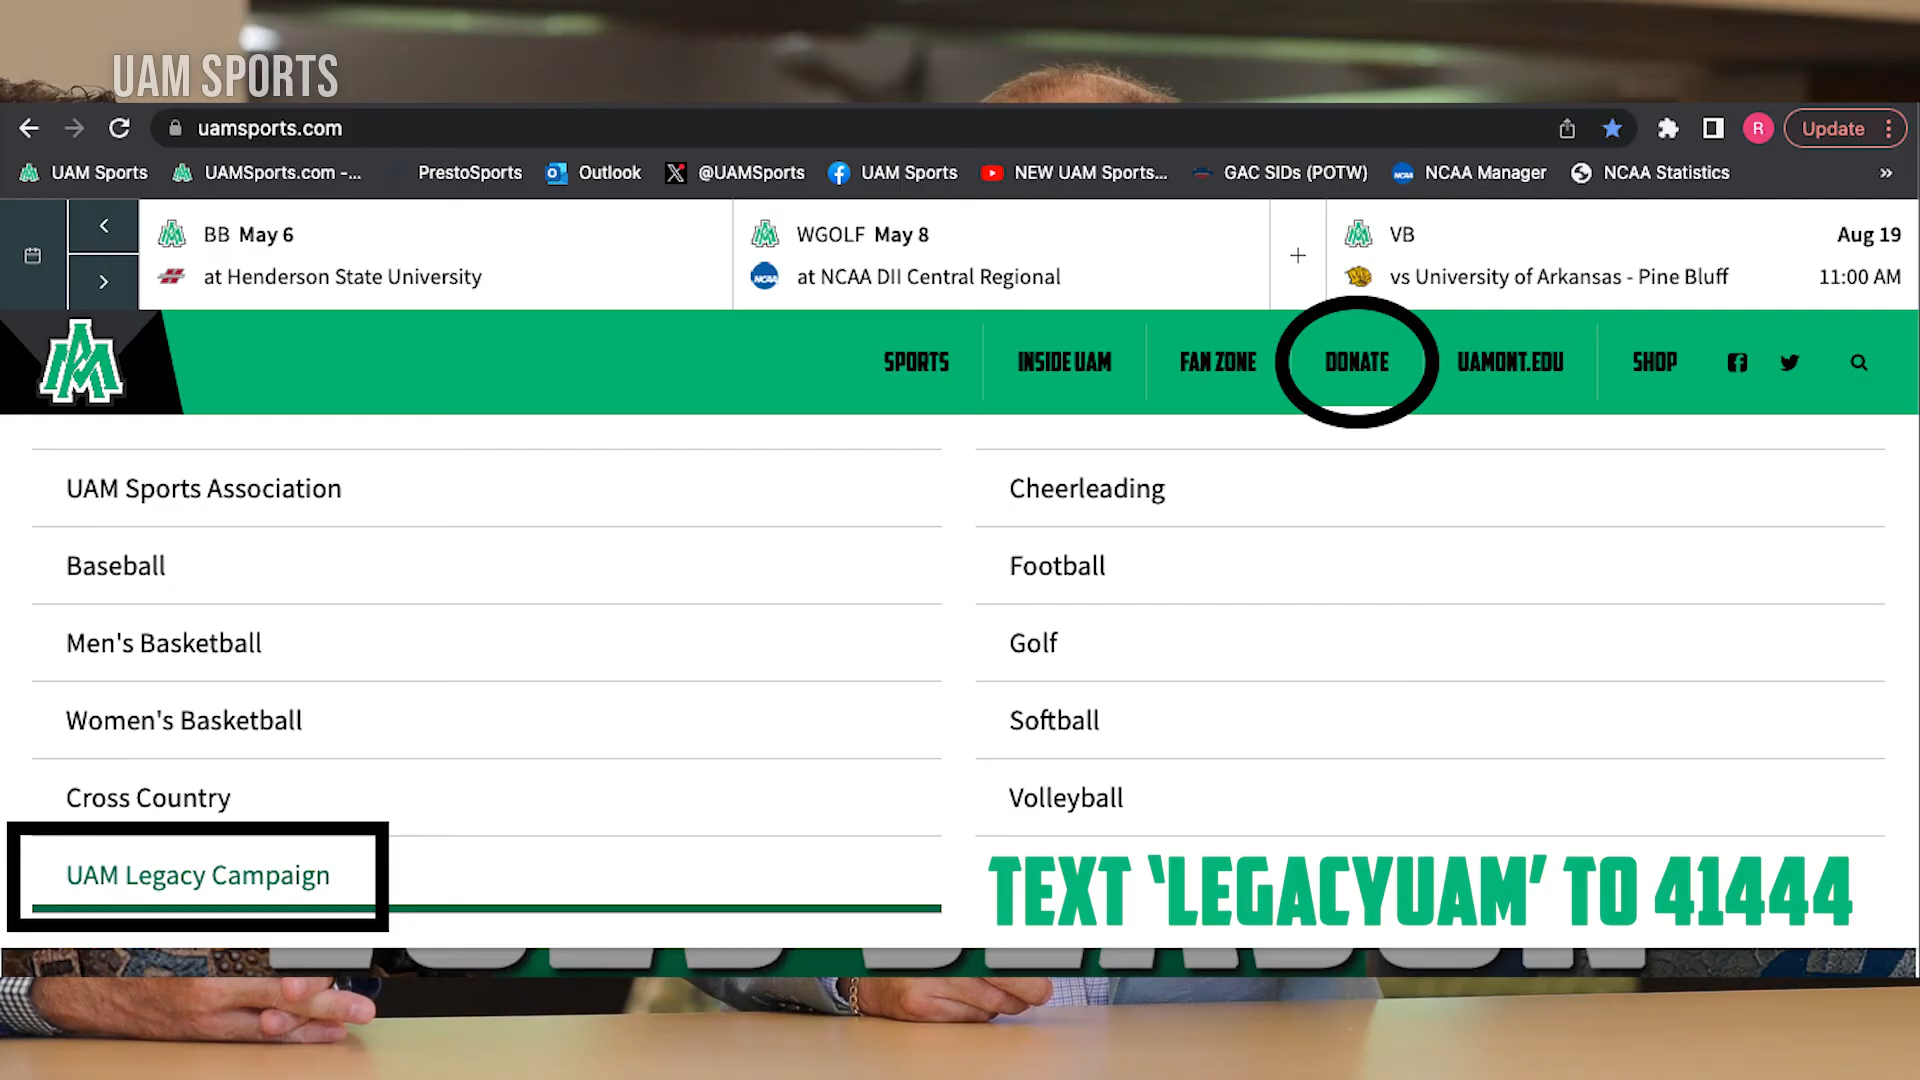 UAM SPORTS
uamsports.com
R
Update
UAM Sports
UAMSports.com -...
PrestoSports
Outlook
@UAMSports
UAM Sports
NEW UAM Sports...
GAC SIDs (POTW)
NCAA Manager
NCAA Statistics
BB May 6
at Henderson State University
WGOLF May 8
at NCAA DII Central Regional
VB Aug 19
vs University of Arkansas - Pine Bluff 11:00 AM
SPORTS
INSIDE UAM
FAN ZONE
DONATE
UAMONT.EDU
SHOP
UAM Sports Association
Cheerleading
Baseball
Football
Men's Basketball
Golf
Women's Basketball
Softball
Cross Country
Volleyball
UAM Legacy Campaign
TEXT ‘LEGACYUAM’ TO 41444